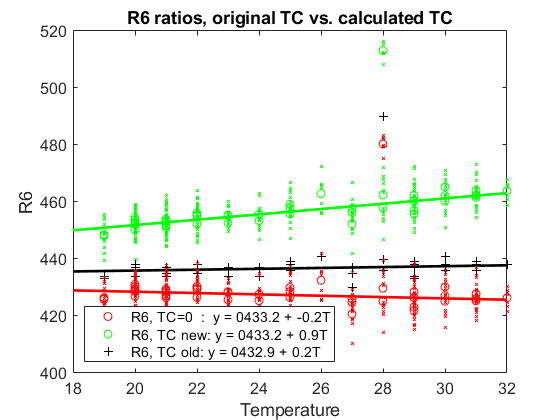 R6 ratios, original TC vs. calculated TC
520
500
480
460
440
420
400
R6
R6, TC=0 : y = 0433.2 + -0.2T
R6, TC new: y = 0433.2 + 0.9T
R6, TC old: y = 0432.9 + 0.2T
18 20 22 24 26 28 30 32
Temperature